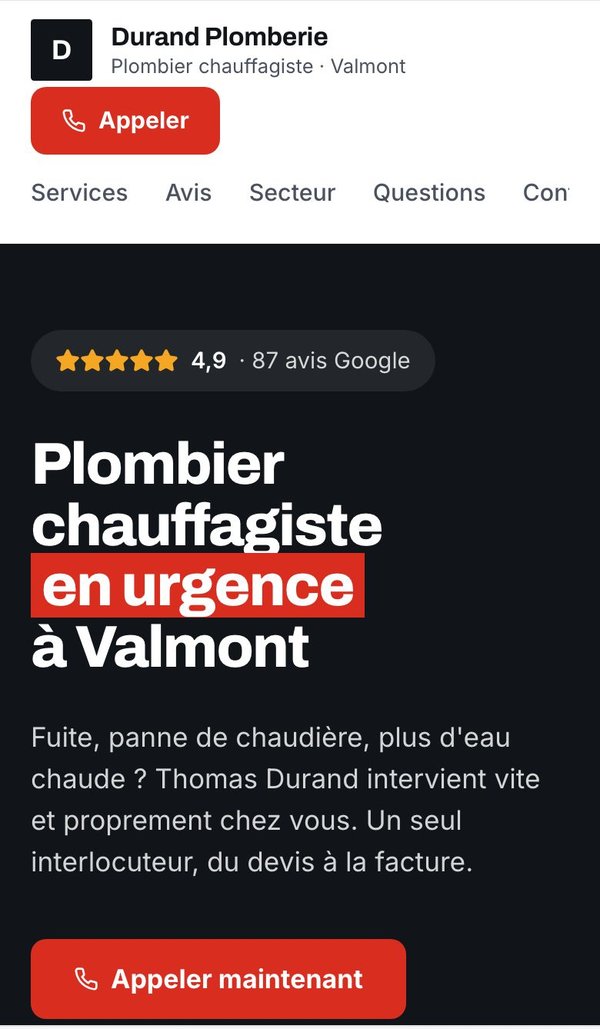 D
Durand Plomberie
Plombier chauffagiste · Valmont
Appeler
Services Avis Secteur Questions Con
4,9 · 87 avis Google
Plombier
chauffagiste
en urgence
à Valmont
Fuite, panne de chaudière, plus d'eau
chaude ? Thomas Durand intervient vite
et proprement chez vous. Un seul
interlocuteur, du devis à la facture.
Appeler maintenant